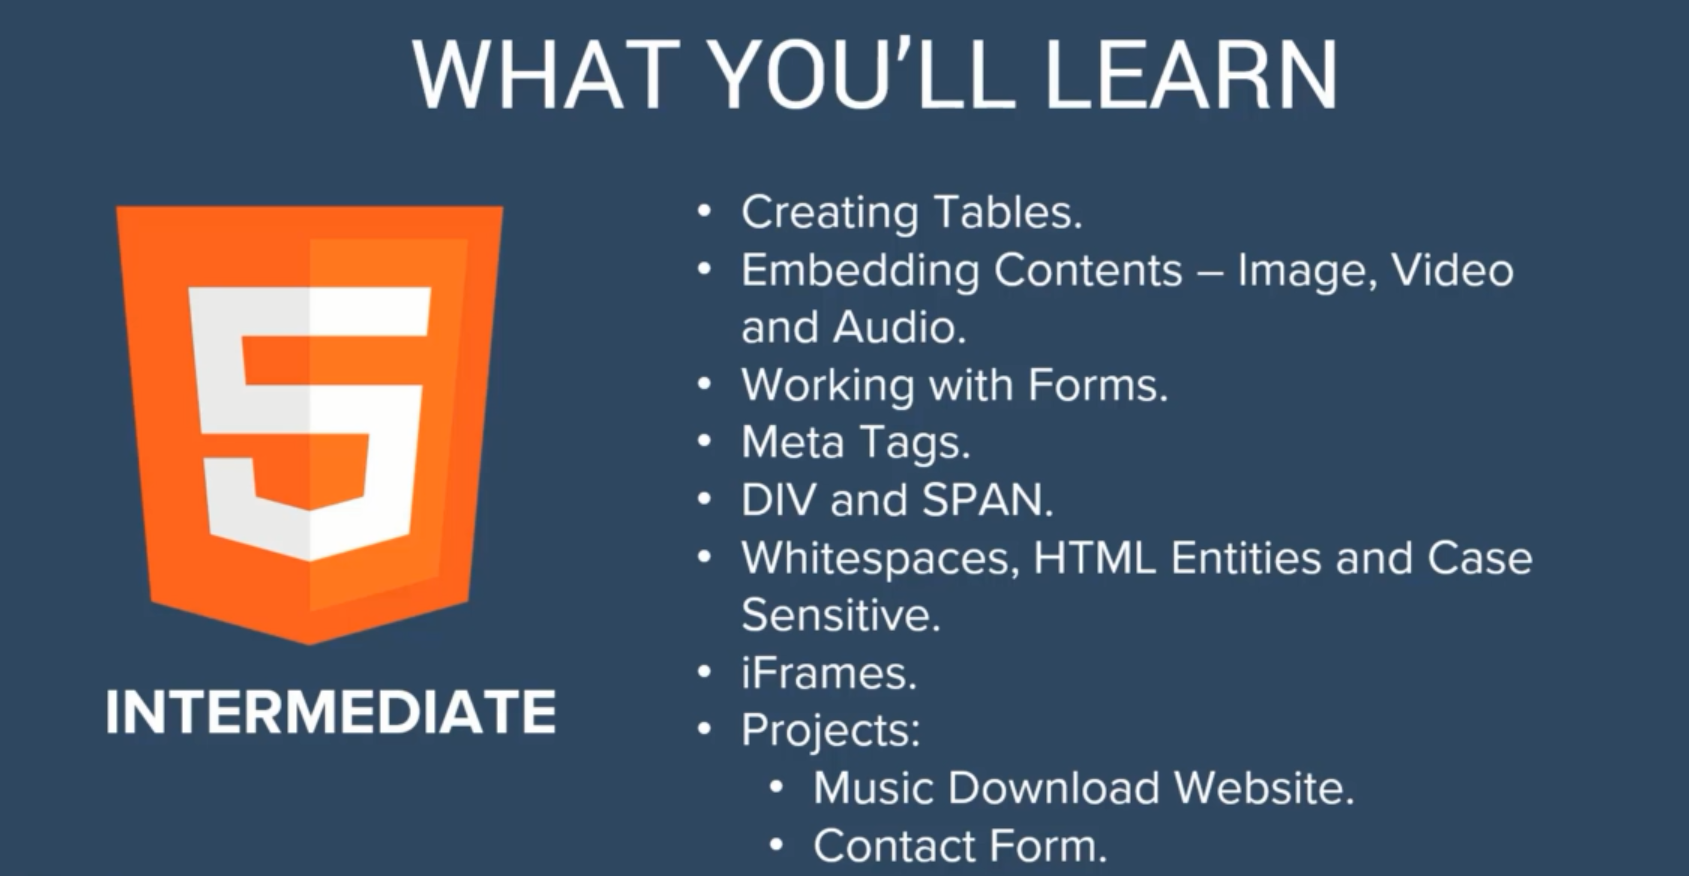 WHAT YOU’LL LEARN
• Creating Tables.
• Embedding Contents – Image, Video
and Audio.
• Working with Forms.
• Meta Tags.
• DIV and SPAN.
• Whitespaces, HTML Entities and Case
Sensitive.
• iFrames.
• Projects:
• Music Download Website.
• Contact Form.
5
INTERMEDIATE